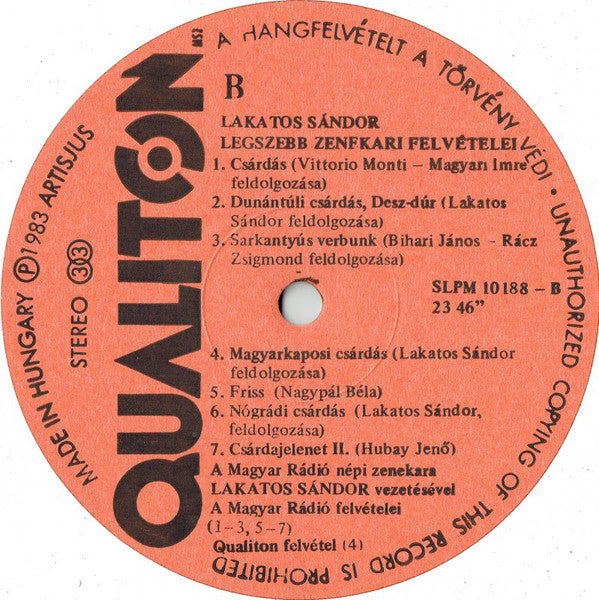 A HANGFELVÉTELT A TÖRVÉNY VÉDI • UNAUTHORIZED COPYING OF THIS RECORD IS PROHIBITED
MADE IN HUNGARY Ⓟ 1983 ARTISJUS
STEREO 303
QUALITON
MSZ
B
LAKATOS SÁNDOR
LEGSZEBB ZENFKARI FELVÉTELEI
1. Csárdás (Vittorio Monti – Magyari Imre
feldolgozása)
2. Dunántúli csárdás, Desz-dúr (Lakatos
Sándor feldolgozása)
3. Sarkantyús verbunk (Bihari János - Rácz
Zsigmond feldolgozása)
SLPM 10188 – B
23 46”
4. Magyarkaposi csárdás (Lakatos Sándor
feldolgozása)
5. Friss (Nagypál Béla)
6. Nógrádi csárdás (Lakatos Sándor,
feldolgozása)
7. Csárdajelenet II. (Hubay Jenő)
A Magyar Rádió népi zenekara
LAKATOS SÁNDOR vezetésével
A Magyar Rádió felvételei
(1–3, 5–7)
Qualiton felvétel (4)